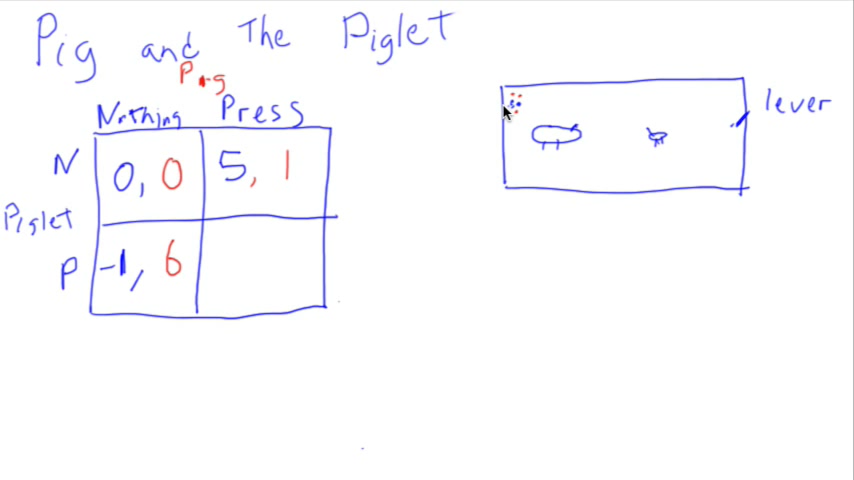 Pig and The Piglet
Pig
Nothing Press
lever
N 0, 0 5, 1
Piglet
P -1, 6